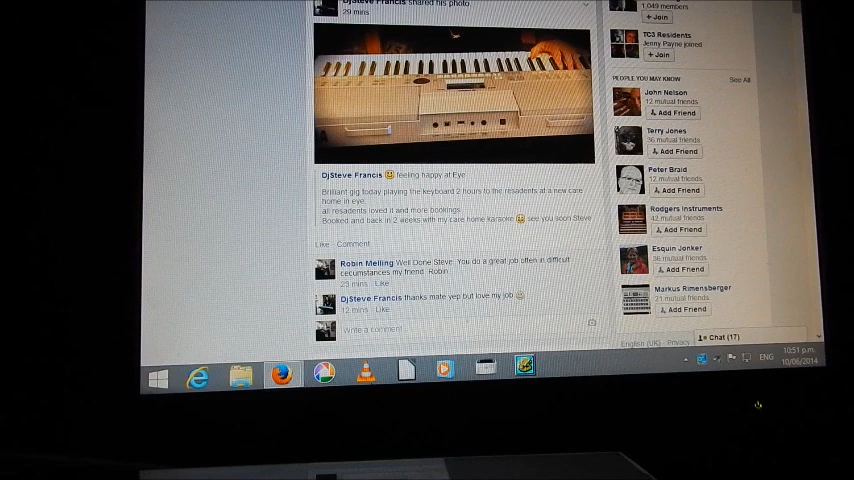 DjSteve Francis shared his photo.
29 mins
DjSteve Francis feeling happy at Eye.
Brilliant gig today playing the keyboard 2 hours to the resadents at a new care
home in eye.
all resadents loved it and more bookings.
Booked and back in 2 weeks with my care home karaoke see you soon Steve
Like · Comment
Robin Melling Well Done Steve. You do a great job often in difficult
cecumstances my friend. Robin
23 mins · Like
DjSteve Francis thanks mate yep but love my job
12 mins · Like
Write a comment...
1,049 members
+ Join
TC3 Residents
Jenny Payne joined
+ Join
PEOPLE YOU MAY KNOW
See All
John Nelson
12 mutual friends
Add Friend
Terry Jones
36 mutual friends
Add Friend
Peter Braid
12 mutual friends
Add Friend
Rodgers Instruments
42 mutual friends
Add Friend
Esquin Jonker
36 mutual friends
Add Friend
Markus Rimensberger
21 mutual friends
Add Friend
English (UK) · Privacy
Chat (17)
ENG
10:51 p.m.
10/06/2014